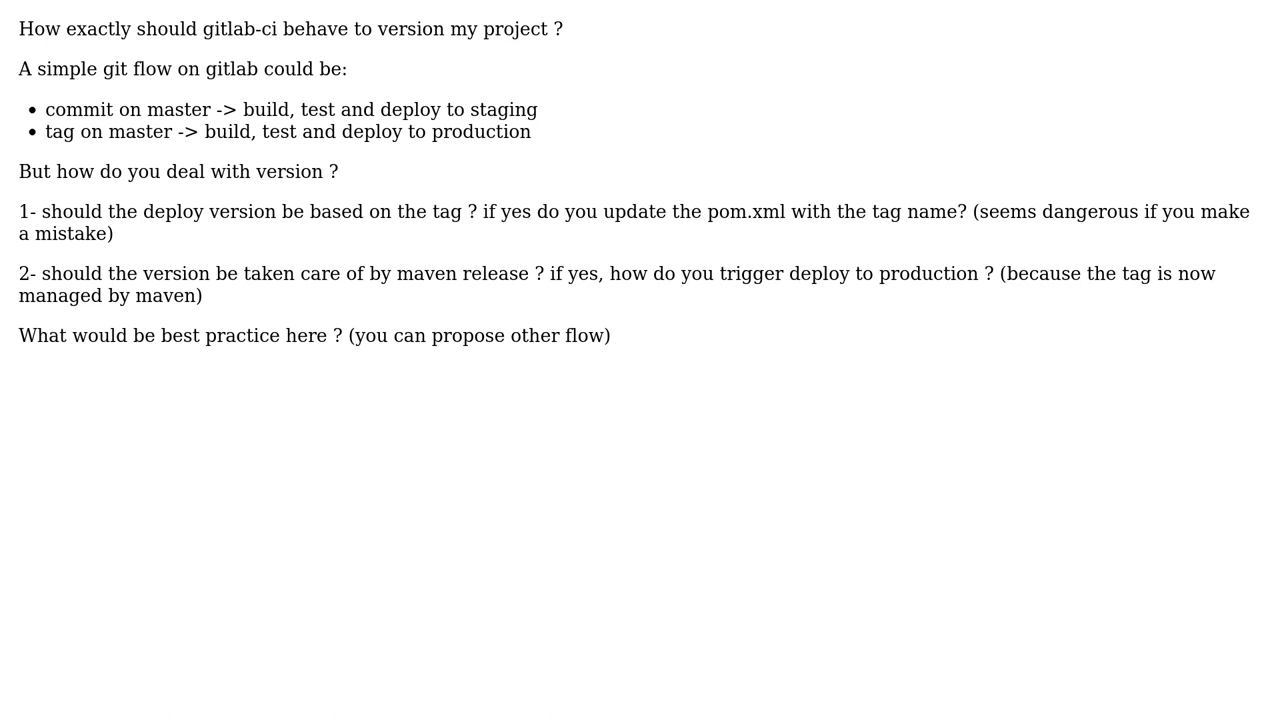 How exactly should gitlab-ci behave to version my project ?
A simple git flow on gitlab could be:
• commit on master -> build, test and deploy to staging
• tag on master -> build, test and deploy to production
But how do you deal with version ?
1- should the deploy version be based on the tag ? if yes do you update the pom.xml with the tag name? (seems dangerous if you make
a mistake)
2- should the version be taken care of by maven release ? if yes, how do you trigger deploy to production ? (because the tag is now
managed by maven)
What would be best practice here ? (you can propose other flow)